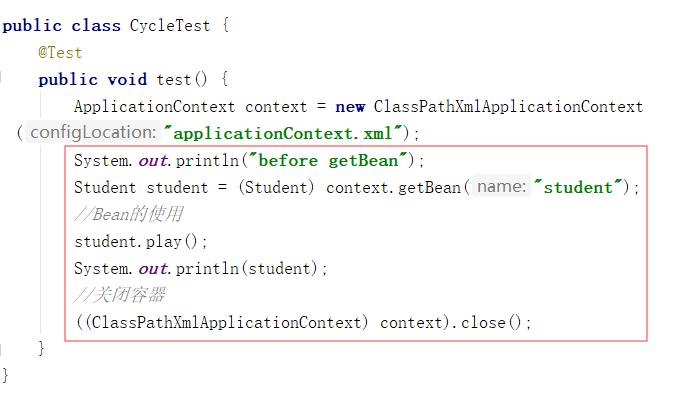 public class CycleTest {
@Test
public void test() {
ApplicationContext context = new ClassPathXmlApplicationContext
( configLocation: "applicationContext.xml");
System.out.println("before getBean");
Student student = (Student) context.getBean( name: "student");
//Bean的使用
student.play();
System.out.println(student);
//关闭容器
((ClassPathXmlApplicationContext) context).close();
}
}